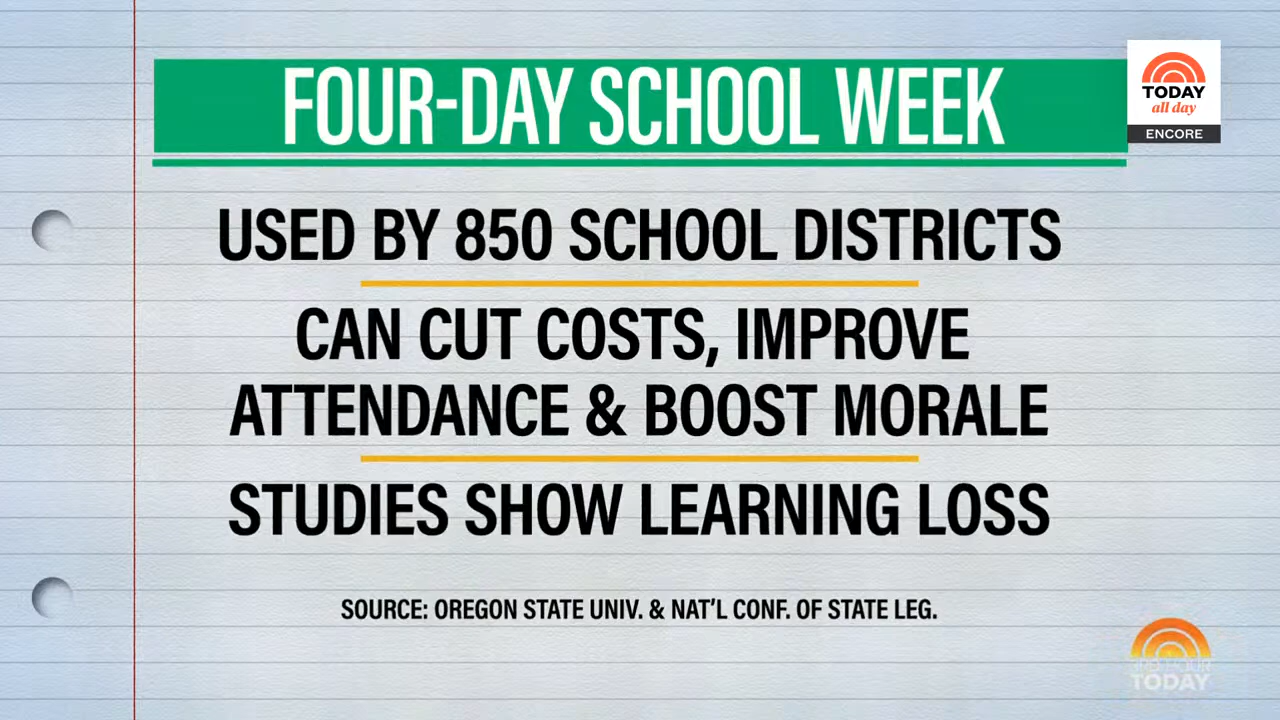 FOUR-DAY SCHOOL WEEK
TODAY
all day
ENCORE
USED BY 850 SCHOOL DISTRICTS
CAN CUT COSTS, IMPROVE
ATTENDANCE & BOOST MORALE
STUDIES SHOW LEARNING LOSS
SOURCE: OREGON STATE UNIV. & NAT'L CONF. OF STATE LEG.
TODAY